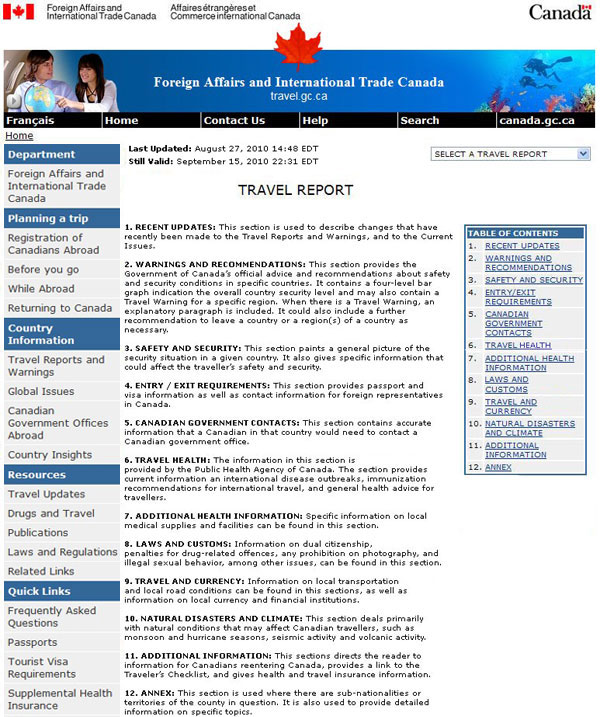 Foreign Affairs and
International Trade Canada
Affaires étrangères et
Commerce international Canada
Canada
Foreign Affairs and International Trade Canada
travel.gc.ca
Français
Home
Contact Us
Help
Search
canada.gc.ca
Home
Department
Foreign Affairs and
International Trade
Canada
Planning a trip
Registration of
Canadians Abroad
Before you go
While Abroad
Returning to Canada
Country
Information
Travel Reports and
Warnings
Global Issues
Canadian
Government Offices
Abroad
Country Insights
Resources
Travel Updates
Drugs and Travel
Publications
Laws and Regulations
Related Links
Quick Links
Frequently Asked
Questions
Passports
Tourist Visa
Requirements
Supplemental Health
Insurance
Last Updated: August 27, 2010 14:48 EDT
Still Valid: September 15, 2010 22:31 EDT
SELECT A TRAVEL REPORT
TRAVEL REPORT
1. RECENT UPDATES: This section is used to describe changes that have
recently been made to the Travel Reports and Warnings, and to the Current
Issues.
2. WARNINGS AND RECOMMENDATIONS: This section provides the
Government of Canada's official advice and recommendations about safety
and security conditions in specific countries. It contains a four-level bar
graph indication the overall country security level and may also contain a
Travel Warning for a specific region. When there is a Travel Warning, an
explanatory paragraph is included. It could also include a further
recommendation to leave a country or a region(s) of a country as
necessary.
3. SAFETY AND SECURITY: This section paints a general picture of the
security situation in a given country. It also gives specific information that
could affect the traveller's safety and security.
4. ENTRY / EXIT REQUIREMENTS: This section provides passport and
visa information as well as contact information for foreign representatives
in Canada.
5. CANADIAN GOVERNMENT CONTACTS: This section contains accurate
information that a Canadian in that country would need to contact a
Canadian government office.
6. TRAVEL HEALTH: The information in this section is
provided by the Public Health Agency of Canada. The section provides
current information an international disease outbreaks, immunization
recommendations for international travel, and general health advice for
travellers.
7. ADDITIONAL HEALTH INFORMATION: Specific information on local
medical supplies and facilities can be found in this section.
8. LAWS AND CUSTOMS: Information on dual citizenship,
penalties for drug-related offences, any prohibition on photography, and
illegal sexual behavior, among other issues, can be found in this section.
9. TRAVEL AND CURRENCY: Information on local transportation
and local road conditions can be found in this sections, as well as
information on local currency and financial institutions.
10. NATURAL DISASTERS AND CLIMATE: This section deals primarily
with natural conditions that may affect Canadian travellers, such as
monsoon and hurricane seasons, seismic activity and volcanic activity.
11. ADDITIONAL INFORMATION: This sections directs the reader to
information for Canadians reentering Canada, provides a link to the
Traveler's Checklist, and gives health and travel insurance information.
12. ANNEX: This section is used where there are sub-nationalities or
territories of the county in question. It is also used to provide detailed
information on specific topics.
TABLE OF CONTENTS
1. RECENT UPDATES
2. WARNINGS AND
RECOMMENDATIONS
3. SAFETY AND SECURITY
4. ENTRY/EXIT
REQUIREMENTS
5. CANADIAN
GOVERNMENT
CONTACTS
6. TRAVEL HEALTH
7. ADDITIONAL HEALTH
INFORMATION
8. LAWS AND
CUSTOMS
9. TRAVEL AND
CURRENCY
10. NATURAL DISASTERS
AND CLIMATE
11. ADDITIONAL
INFORMATION
12. ANNEX